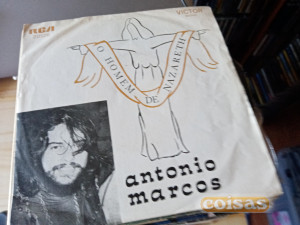 RCA
VICTOR
O HOMEM DE NAZARETH
antonio
marcos
coisas